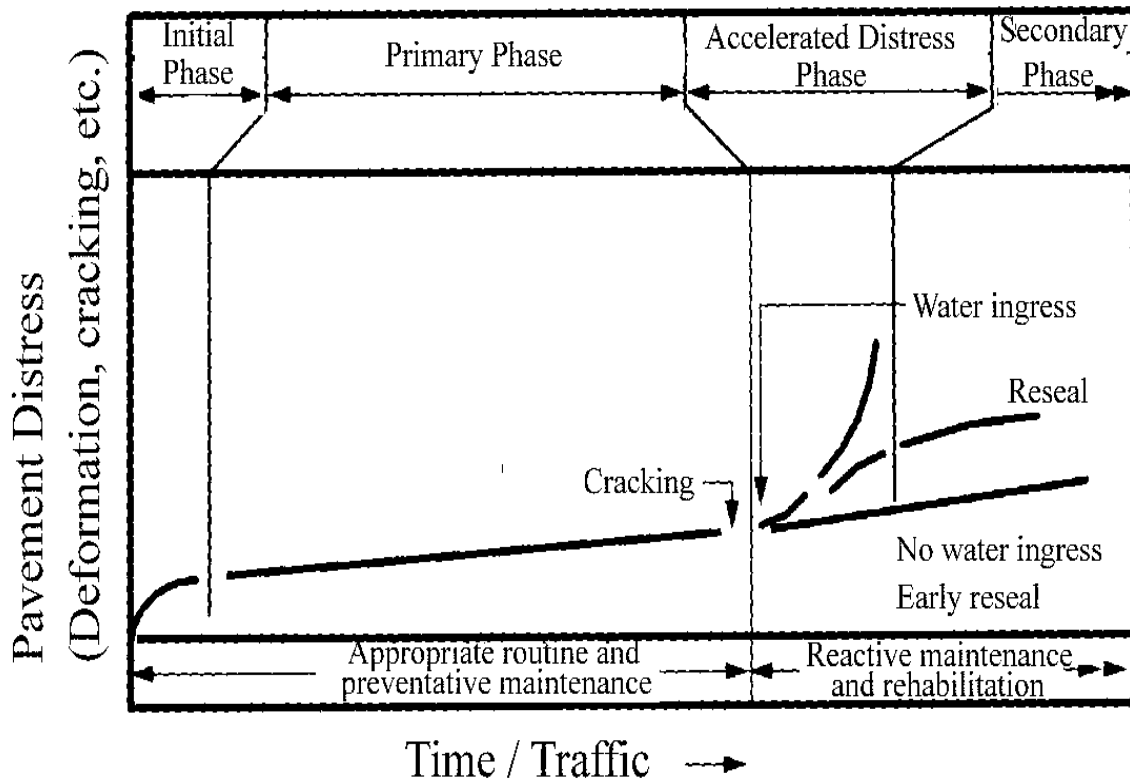 Initial
Phase
Primary Phase
Accelerated Distress
Phase
Secondary
Phase
Pavement Distress
(Deformation, cracking, etc.)
Water ingress
Reseal
Cracking
No water ingress
Early reseal
Appropriate routine and
preventative maintenance
Reactive maintenance
and rehabilitation
Time / Traffic